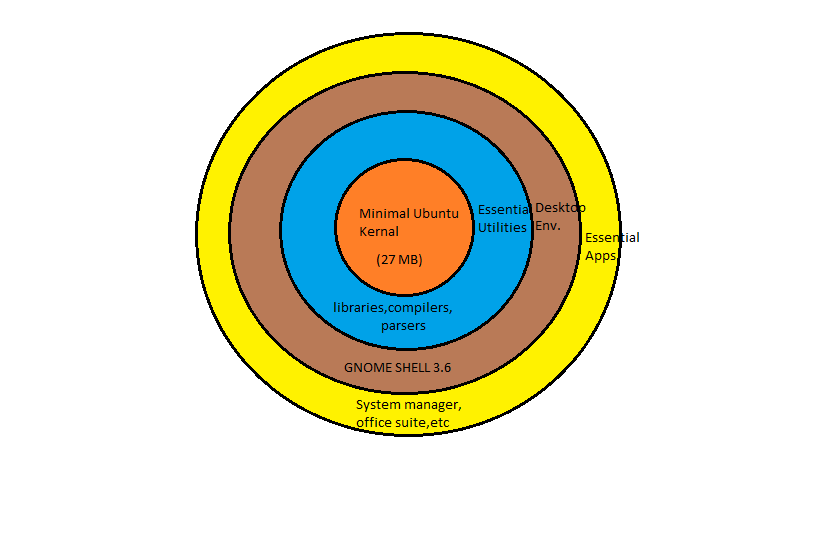 Minimal Ubuntu
Kernal
(27 MB)
Essential
Utilities
libraries,compilers,
parsers
Desktop
Env.
GNOME SHELL 3.6
Essential
Apps
System manager,
office suite,etc